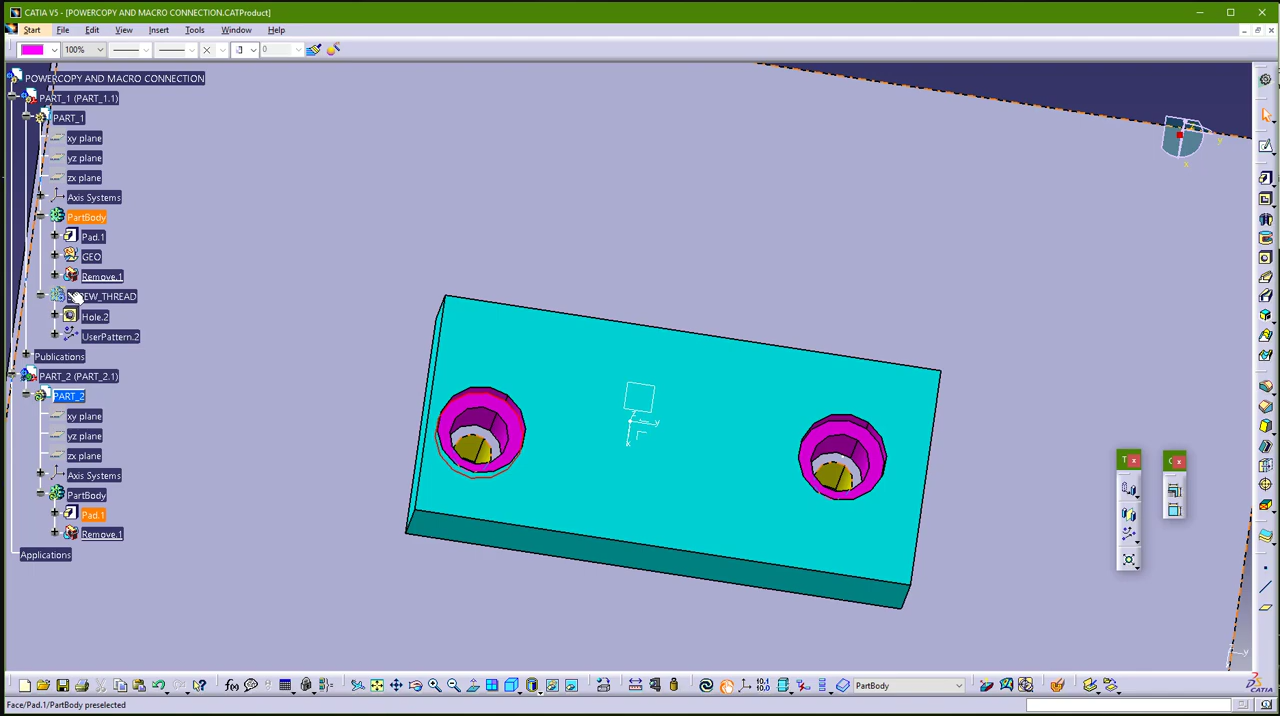 CATIA V5 - [POWERCOPY AND MACRO CONNECTION.CATProduct]
Start File Edit View Insert Tools Window Help
100% 0
POWERCOPY AND MACRO CONNECTION
PART_1 (PART_1.1)
PART_1
xy plane
yz plane
zx plane
Axis Systems
PartBody
Pad.1
GEO
Remove.1
EW_THREAD
Hole.2
UserPattern.2
Publications
PART_2 (PART_2.1)
PART_2
xy plane
yz plane
zx plane
Axis Systems
PartBody
Pad.1
Remove.1
Applications
y
x
y
x
y
T x
x
PartBody
Face/Pad.1/PartBody preselected
CATIA